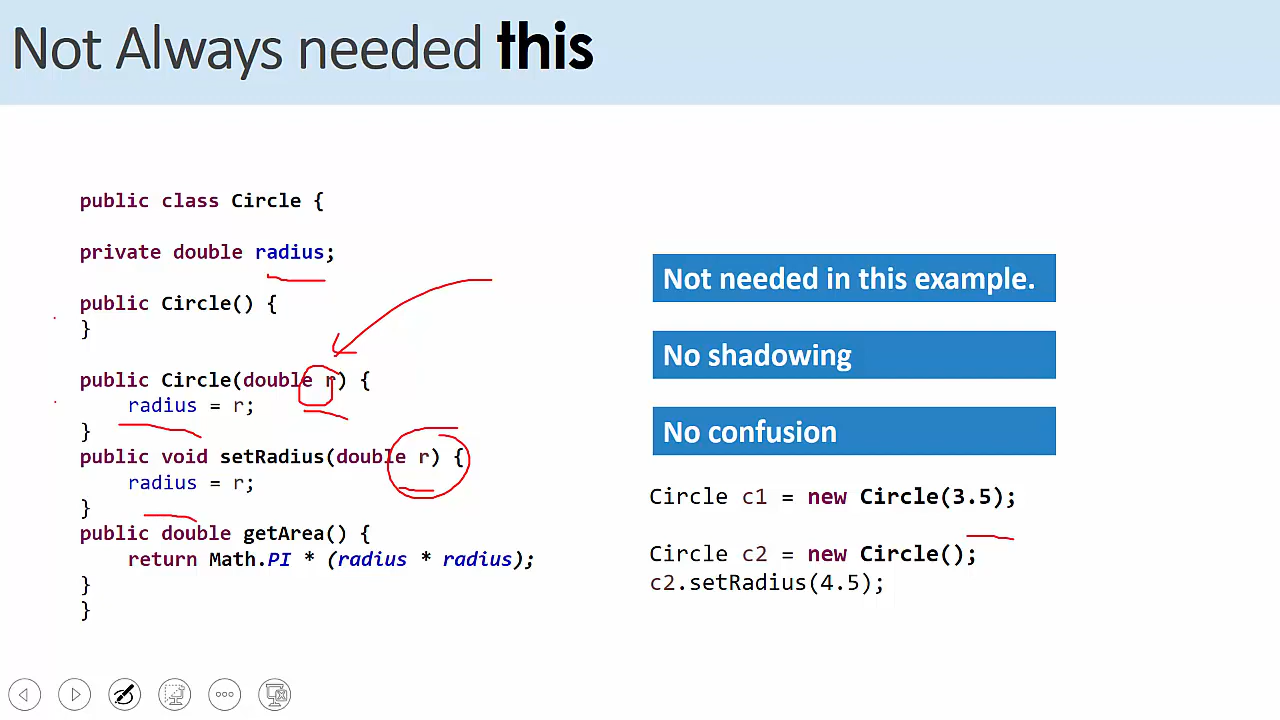 Not Always needed this
public class Circle {
private double radius;
public Circle() {
}
public Circle(double r) {
radius = r;
}
public void setRadius(double r) {
radius = r;
}
public double getArea() {
return Math.PI * (radius * radius);
}
}
Not needed in this example.
No shadowing
No confusion
Circle c1 = new Circle(3.5);
Circle c2 = new Circle();
c2.setRadius(4.5);